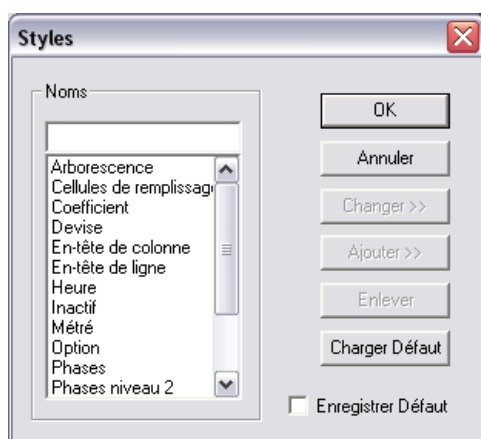 Styles
Noms
Arborescence
Cellules de remplissag
Coefficient
Devise
En-tête de colonne
En-tête de ligne
Heure
Inactif
Métré
Option
Phases
Phases niveau 2
OK
Annuler
Changer >>
Ajouter >>
Enlever
Charger Défaut
Enregistrer Défaut